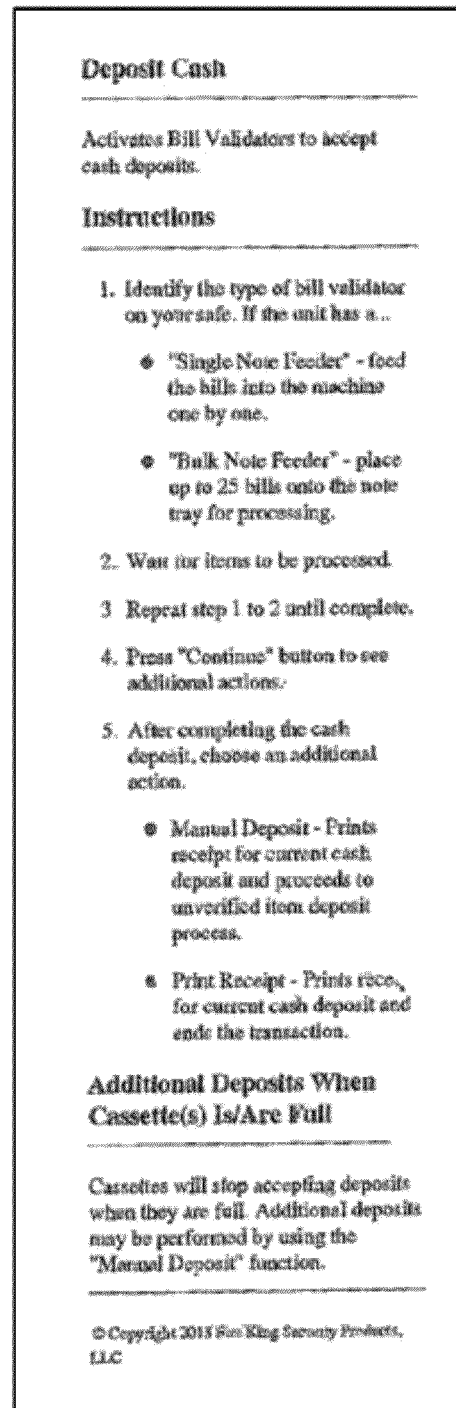 Deposit Cash
Activates Bill Validators to accept
cash deposits.
Instructions
1. Identify the type of bill validator
on your safe. If the unit has a...
● "Single Note Feeder" - feed
the bills into the machine
one by one.
● "Bulk Note Feeder" - place
up to 25 bills onto the note
tray for processing.
2. Wait for items to be processed.
3 Repeat step 1 to 2 until complete.
4. Press "Continue" button to see
additional actions.
5. After completing the cash
deposit, choose an additional
action.
● Manual Deposit - Prints
receipt for current cash
deposit and proceeds to
unverified item deposit
process.
● Print Receipt - Prints
for current cash deposit and
ends the transaction.
Additional Deposits When
Cassette(s) Is/Are Full
Cassettes will stop accepting deposits
when they are full. Additional deposits
may be performed by using the
"Manual Deposit" function.
© Copyright King Security Products,
LLC